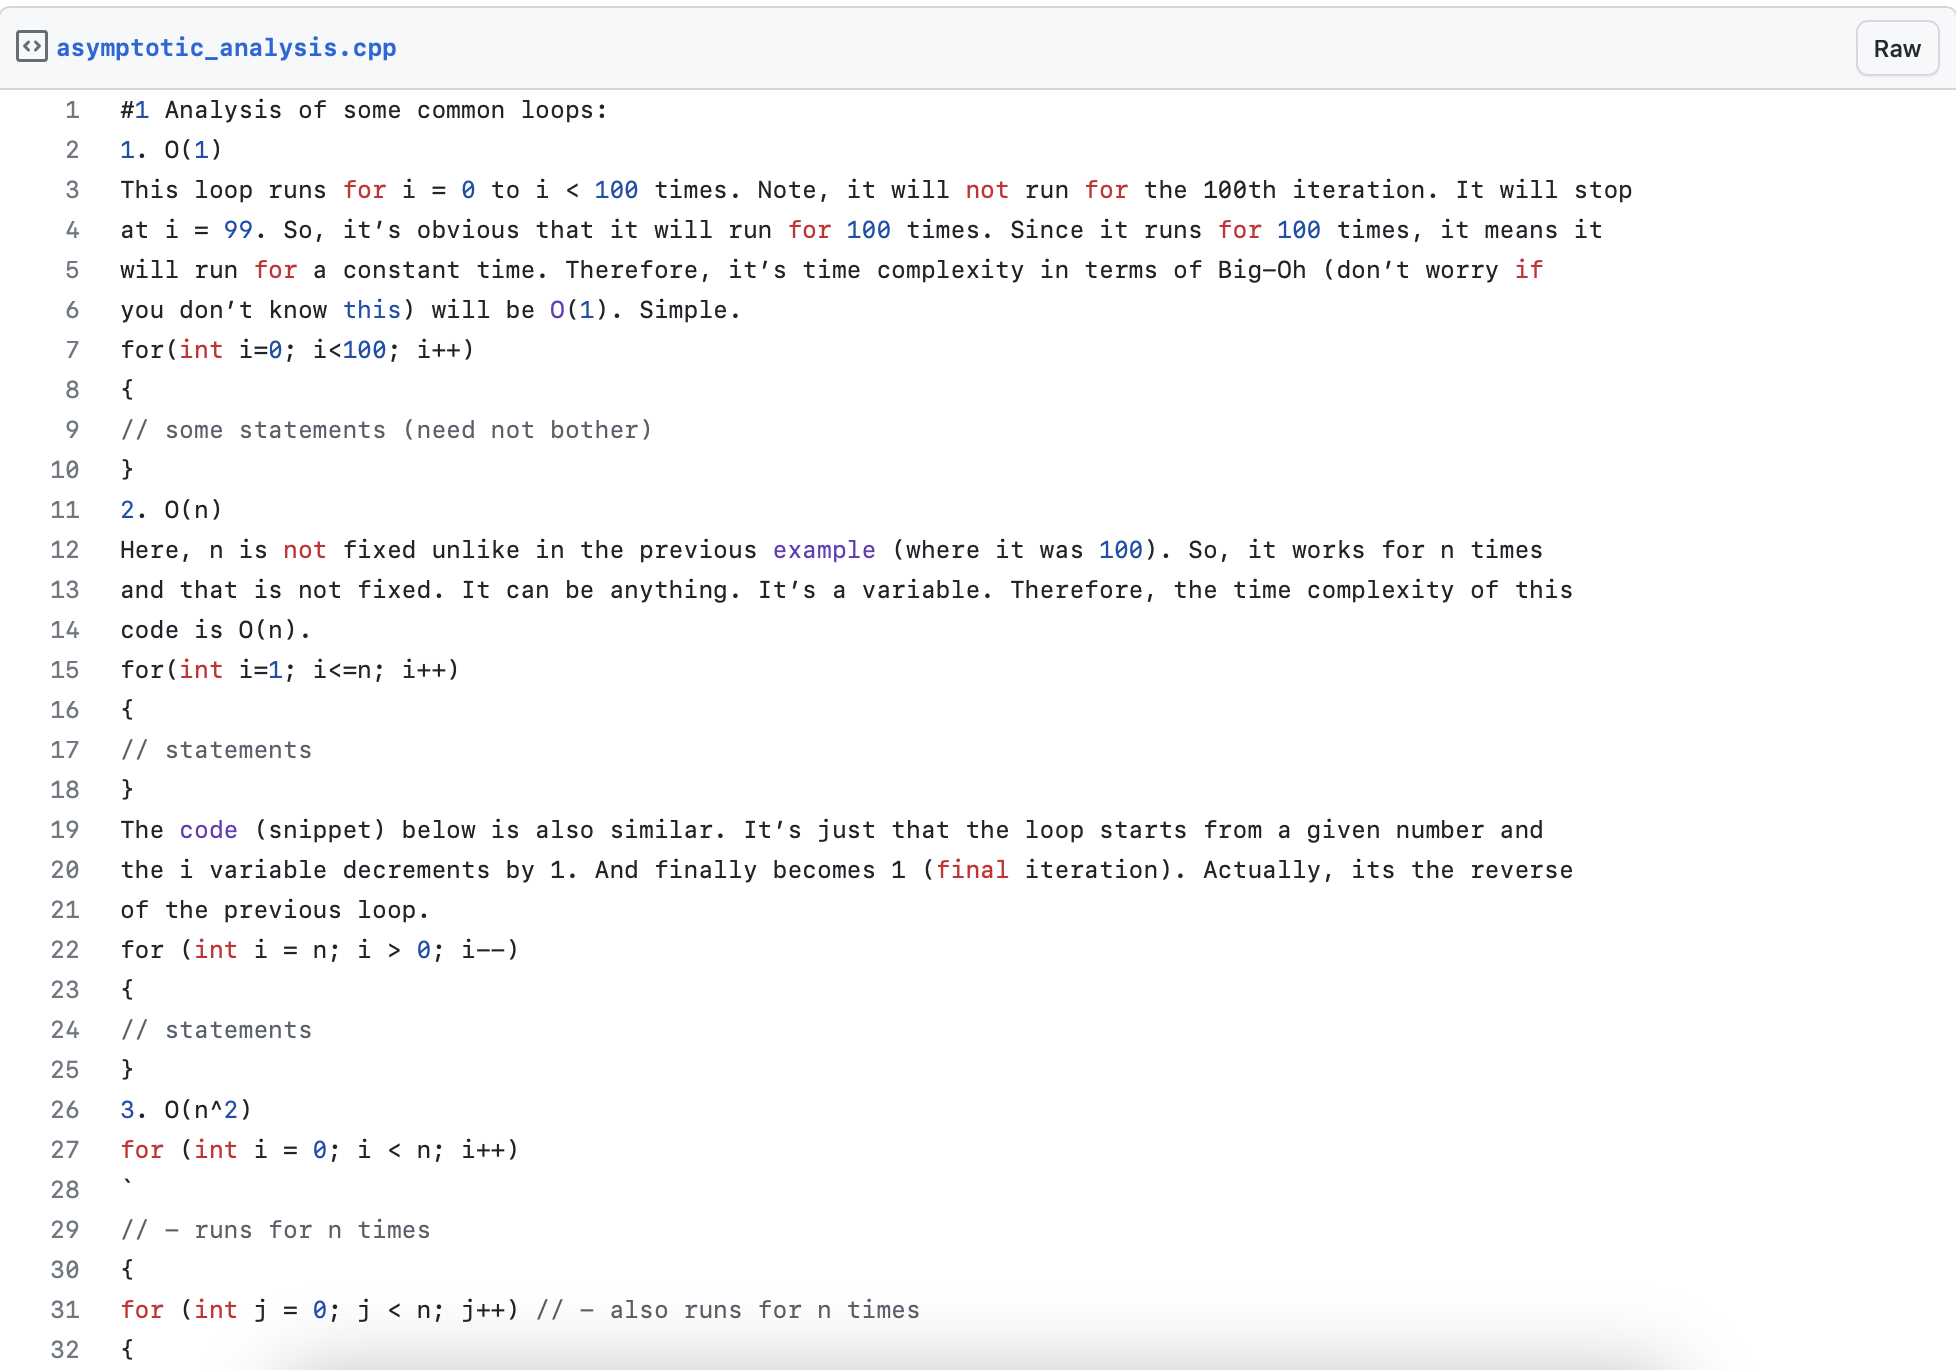 asymptotic_analysis.cpp
Raw
1 #1 Analysis of some common loops:
2 1. O(1)
3 This loop runs for i = 0 to i < 100 times. Note, it will not run for the 100th iteration. It will stop
4 at i = 99. So, it’s obvious that it will run for 100 times. Since it runs for 100 times, it means it
5 will run for a constant time. Therefore, it’s time complexity in terms of Big–Oh (don’t worry if
6 you don’t know this) will be O(1). Simple.
7 for(int i=0; i<100; i++)
8 {
9 // some statements (need not bother)
10 }
11 2. O(n)
12 Here, n is not fixed unlike in the previous example (where it was 100). So, it works for n times
13 and that is not fixed. It can be anything. It’s a variable. Therefore, the time complexity of this
14 code is O(n).
15 for(int i=1; i<=n; i++)
16 {
17 // statements
18 }
19 The code (snippet) below is also similar. It’s just that the loop starts from a given number and
20 the i variable decrements by 1. And finally becomes 1 (final iteration). Actually, its the reverse
21 of the previous loop.
22 for (int i = n; i > 0; i––)
23 {
24 // statements
25 }
26 3. O(n^2)
27 for (int i = 0; i < n; i++)
28 `
29 // – runs for n times
30 {
31 for (int j = 0; j < n; j++) // – also runs for n times
32 {